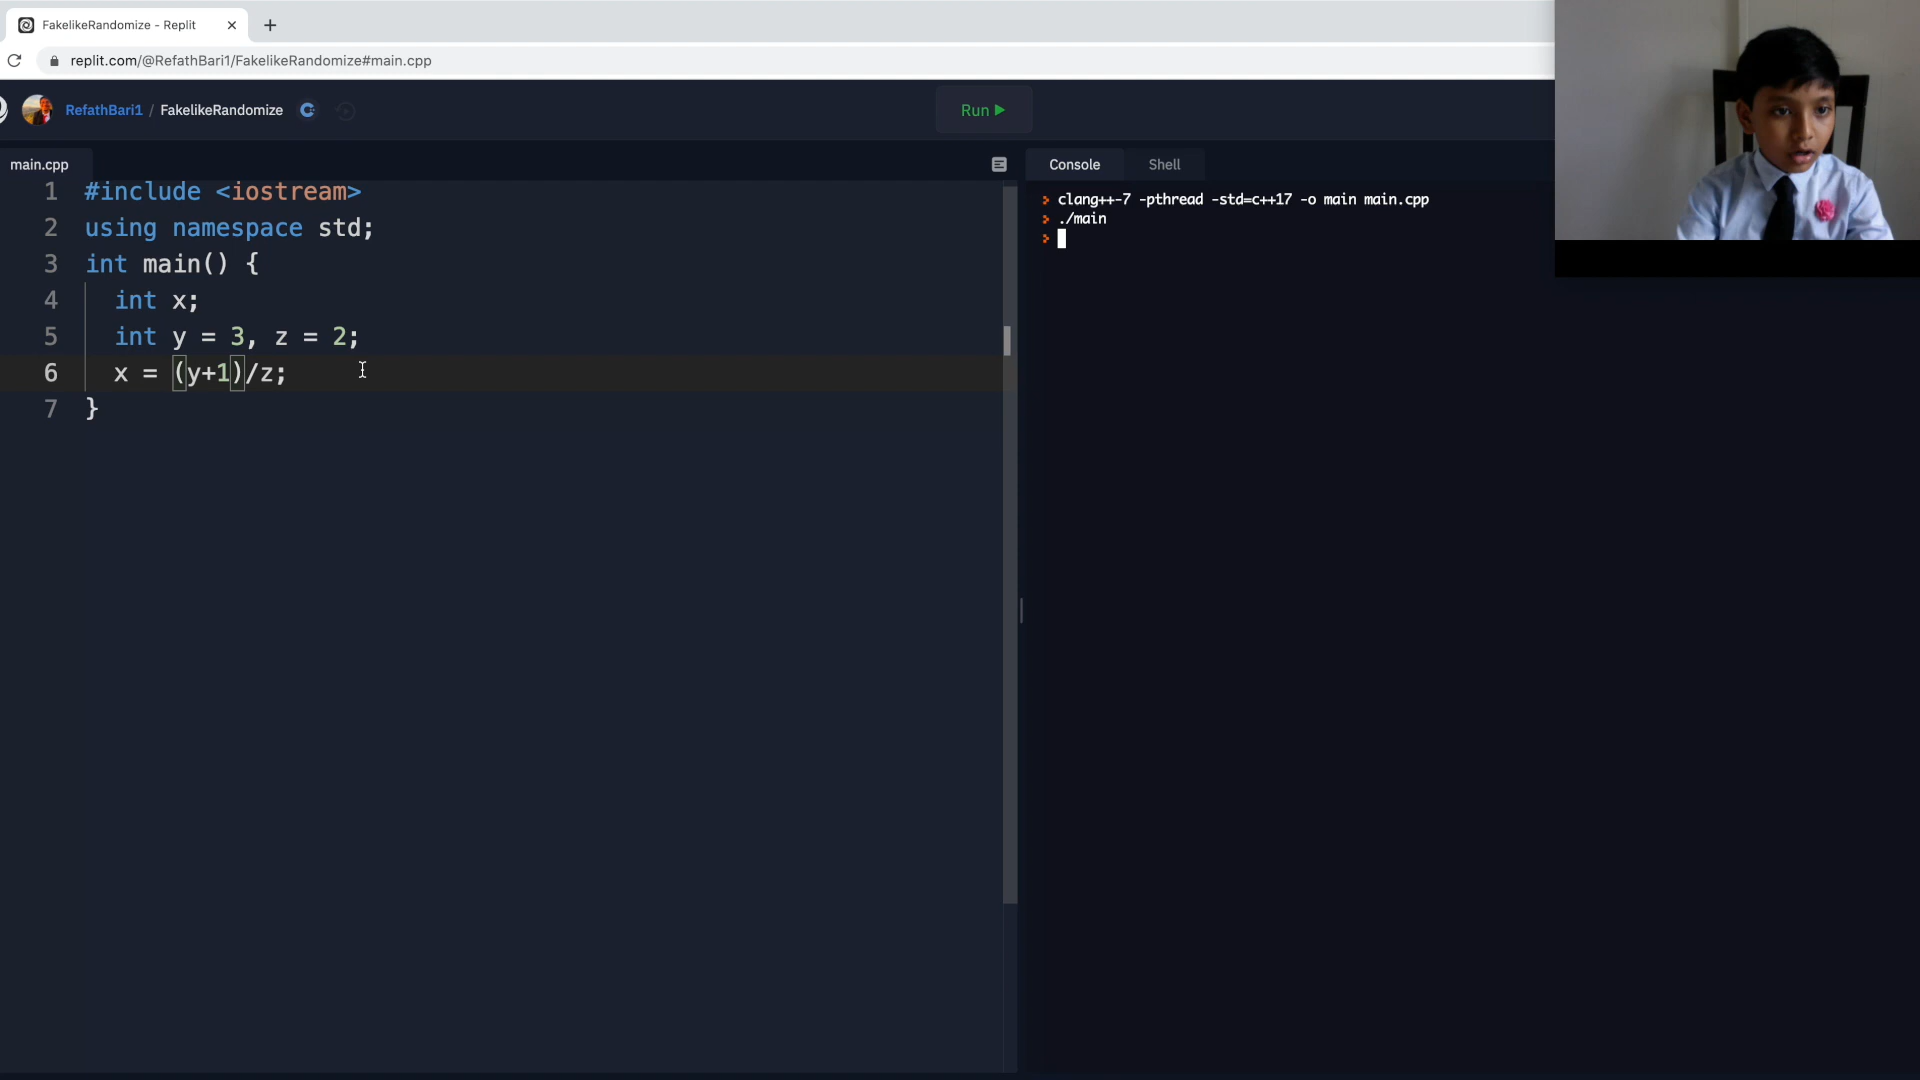 FakelikeRandomize - Replit
replit.com/@RefathBari1/FakelikeRandomize#main.cpp
RefathBari1 / FakelikeRandomize
Run
main.cpp
Console
Shell
1 #include <iostream>
2 using namespace std;
3 int main() {
4 int x;
5 int y = 3, z = 2;
6 x = (y+1)/z;
7 }
> clang++-7 -pthread -std=c++17 -o main main.cpp
> ./main
>